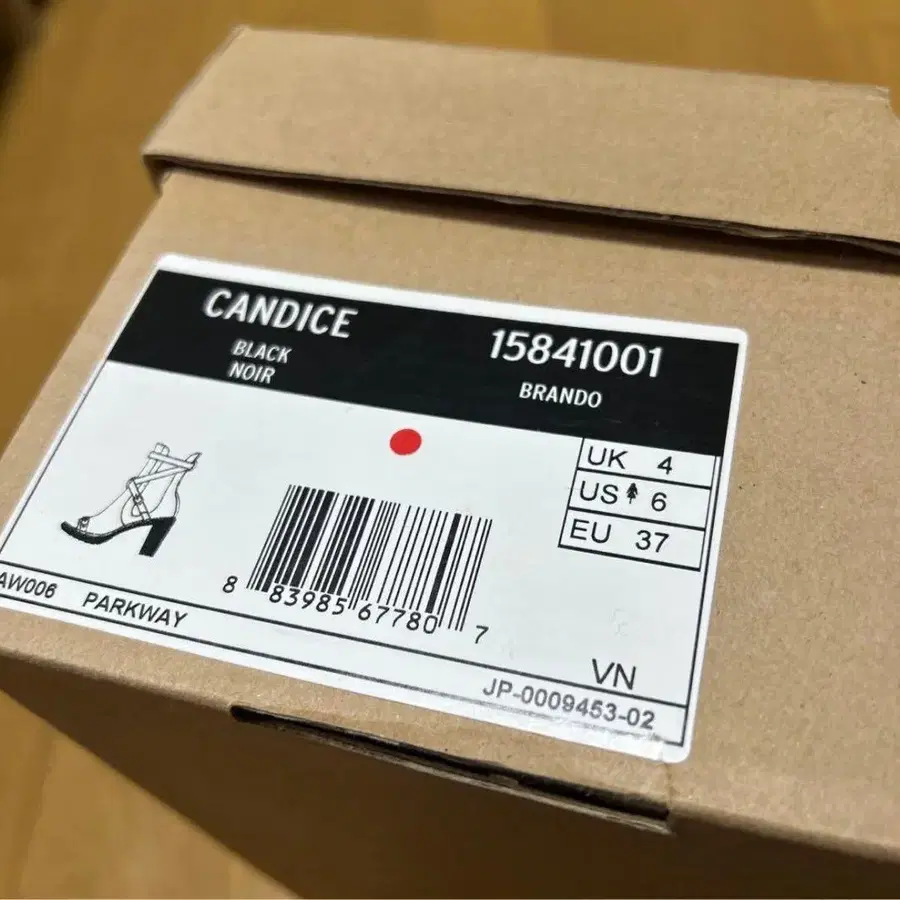 CANDICE
BLACK
NOIR
15841001
BRANDO
UK 4
US 6
EU 37
8 83985 67780 7
AW006 PARKWAY
VN
JP-0009453-02